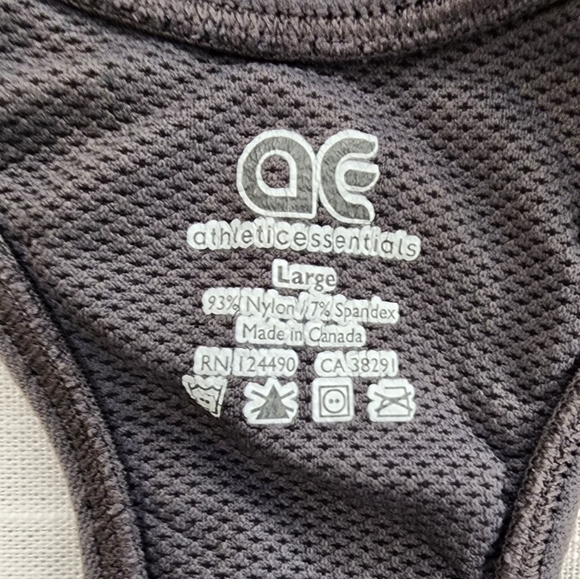 ae
athleticessentials
Large
93% Nylon /7% Spandex
Made in Canada
RN 124490 CA 38291